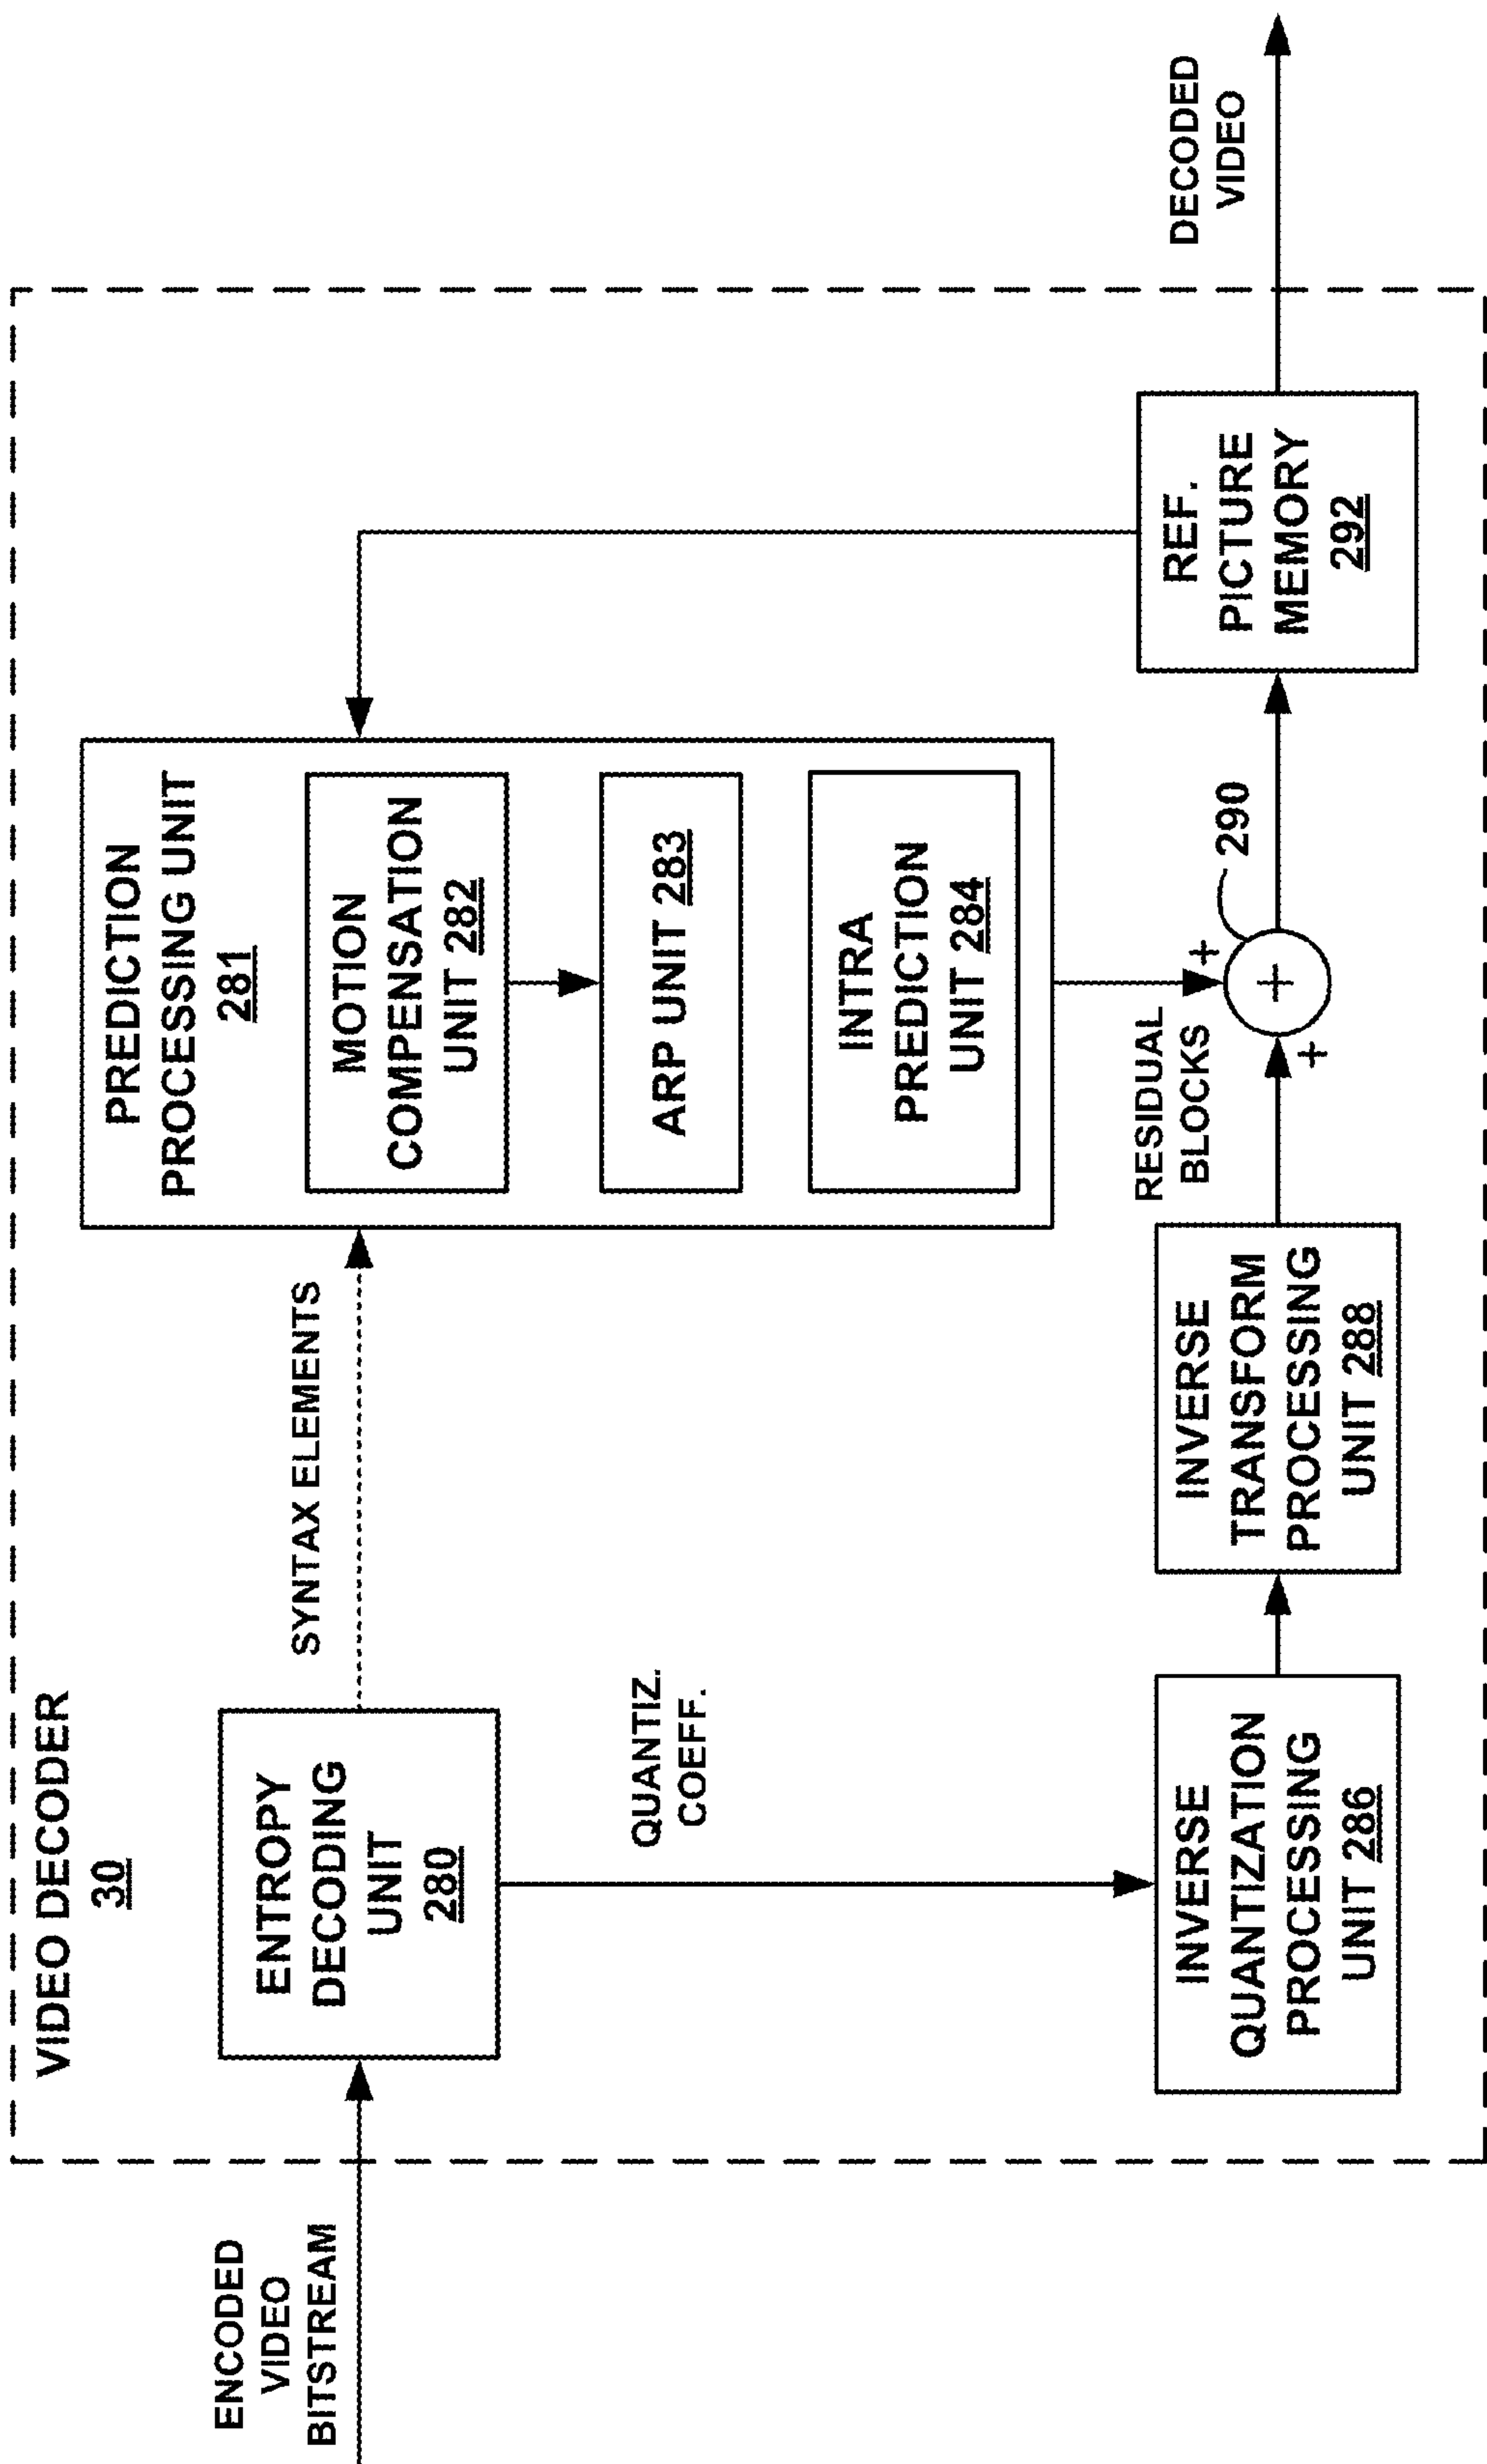 VIDEO DECODER
30
ENCODED
VIDEO
BITSTREAM
ENTROPY
DECODING
UNIT
280
SYNTAX ELEMENTS
QUANTIZ.
COEFF.
PREDICTION
PROCESSING UNIT
281
MOTION
COMPENSATION
UNIT 282
ARP UNIT 283
INTRA
PREDICTION
UNIT 284
INVERSE
QUANTIZATION
PROCESSING
UNIT 286
INVERSE
TRANSFORM
PROCESSING
UNIT 288
RESIDUAL
BLOCKS
+
+
+
290
REF.
PICTURE
MEMORY
292
DECODED
VIDEO